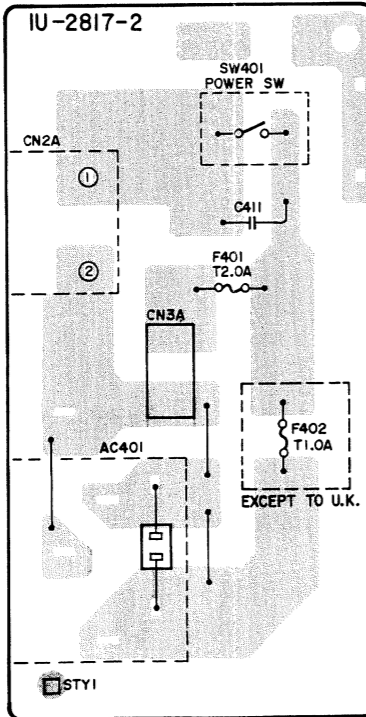 1U-2817-2
SW401
POWER SW
CN2A
1
C411
2
F401
T2.0A
CN3A
F402
T1.0A
AC401
EXCEPT TO U.K.
STY1